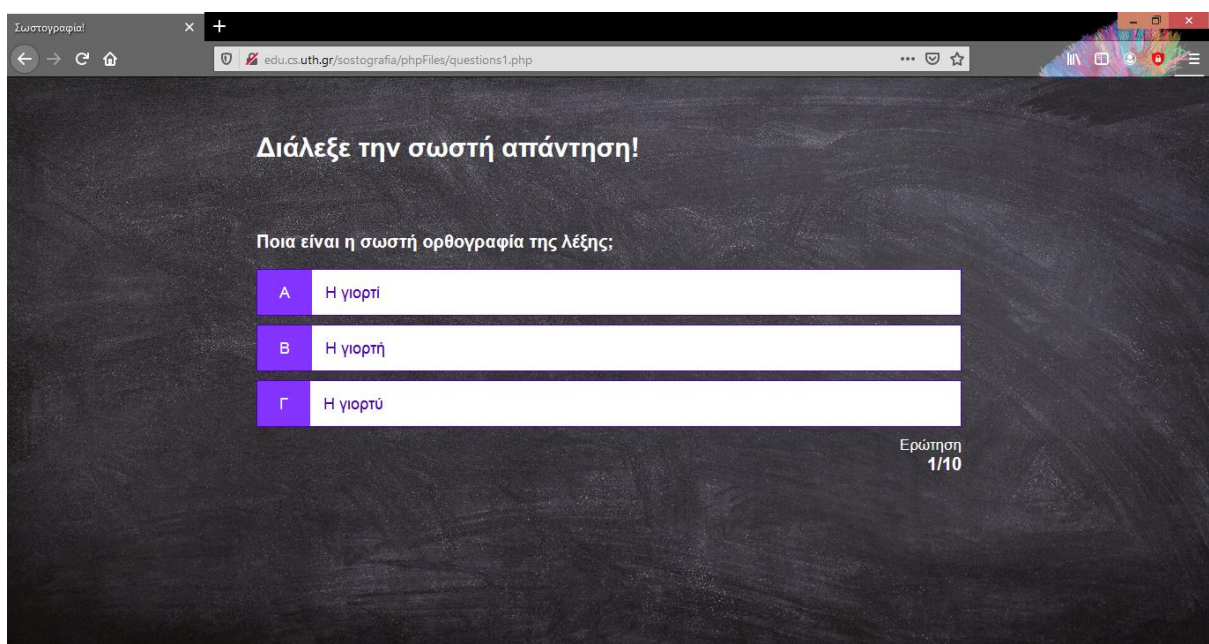 Σωστογραφία!
edu.cs.uth.gr/sostografia/phpFiles/questions1.php
Διάλεξε την σωστή απάντηση!
Ποια είναι η σωστή ορθογραφία της λέξης;
Α Η γιορτί
Β Η γιορτή
Γ Η γιορτύ
Ερώτηση
1/10